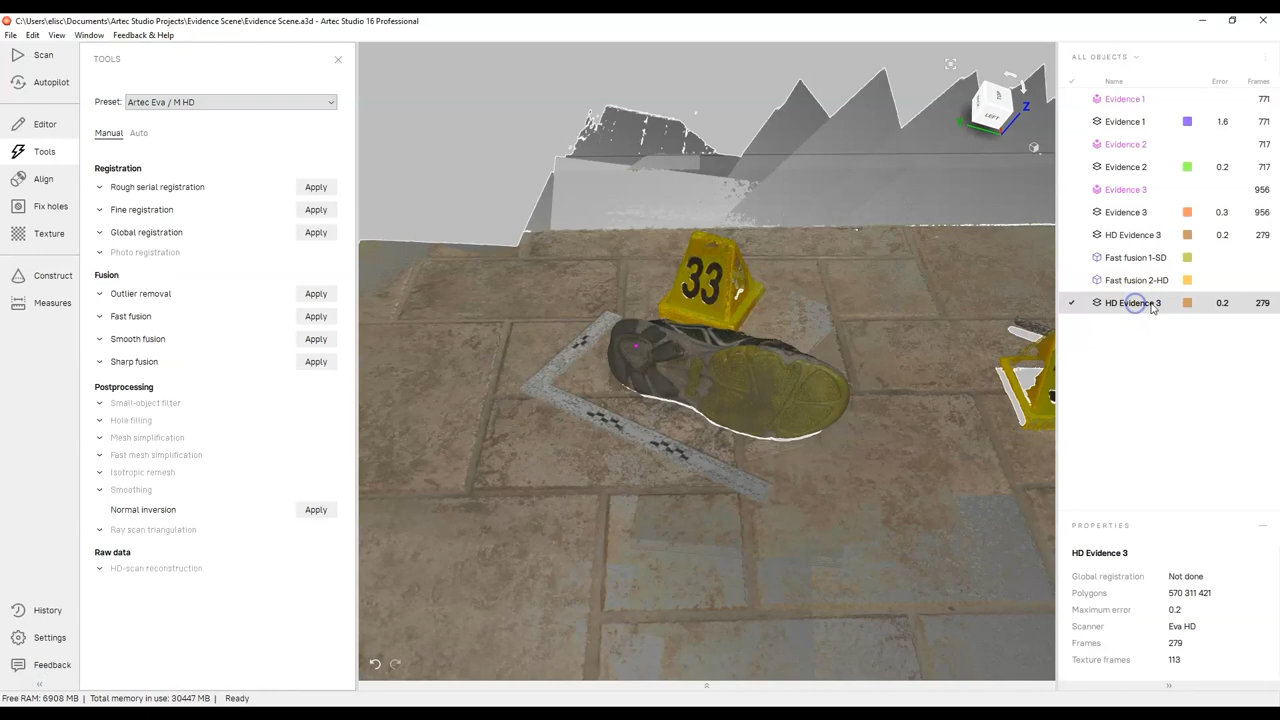 C:\Users\elisc\Documents\Artec Studio Projects\Evidence Scene\Evidence Scene.a3d - Artec Studio 16 Professional
File Edit View Window Feedback & Help
Scan
Autopilot
Editor
Tools
Align
Fix holes
Texture
Construct
Measures
History
Settings
Feedback
TOOLS
Preset: Artec Eva / M HD
Manual Auto
Registration
Rough serial registration Apply
Fine registration Apply
Global registration Apply
Photo registration
Fusion
Outlier removal Apply
Fast fusion Apply
Smooth fusion Apply
Sharp fusion Apply
Postprocessing
Small-object filter
Hole filling
Mesh simplification
Fast mesh simplification
Isotropic remesh
Smoothing
Normal inversion Apply
Ray scan triangulation
Raw data
HD-scan reconstruction
33
TOP
LEFT
Z
ALL OBJECTS
Name Error Frames
Evidence 1 771
Evidence 1 1.6 771
Evidence 2 717
Evidence 2 0.2 717
Evidence 3 956
Evidence 3 0.3 956
HD Evidence 3 0.2 279
Fast fusion 1-SD
Fast fusion 2-HD
HD Evidence 3 0.2 279
PROPERTIES
HD Evidence 3
Global registration Not done
Polygons 570 311 421
Maximum error 0.2
Scanner Eva HD
Frames 279
Texture frames 113
Free RAM: 6908 MB | Total memory in use: 30447 MB | Ready